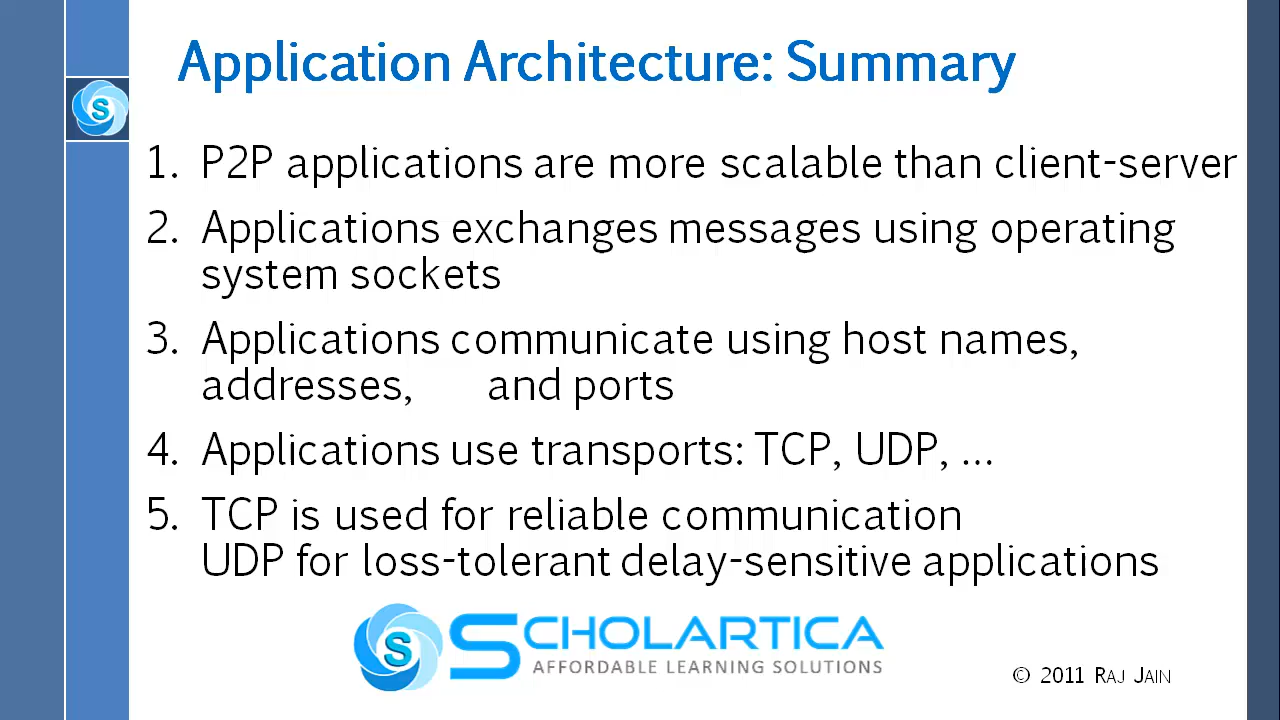 Application Architecture: Summary
S
1. P2P applications are more scalable than client-server
2. Applications exchanges messages using operating
system sockets
3. Applications communicate using host names,
addresses, and ports
4. Applications use transports: TCP, UDP, ...
5. TCP is used for reliable communication
UDP for loss-tolerant delay-sensitive applications
S SCHOLARTICA
AFFORDABLE LEARNING SOLUTIONS
© 2011 RAJ JAIN